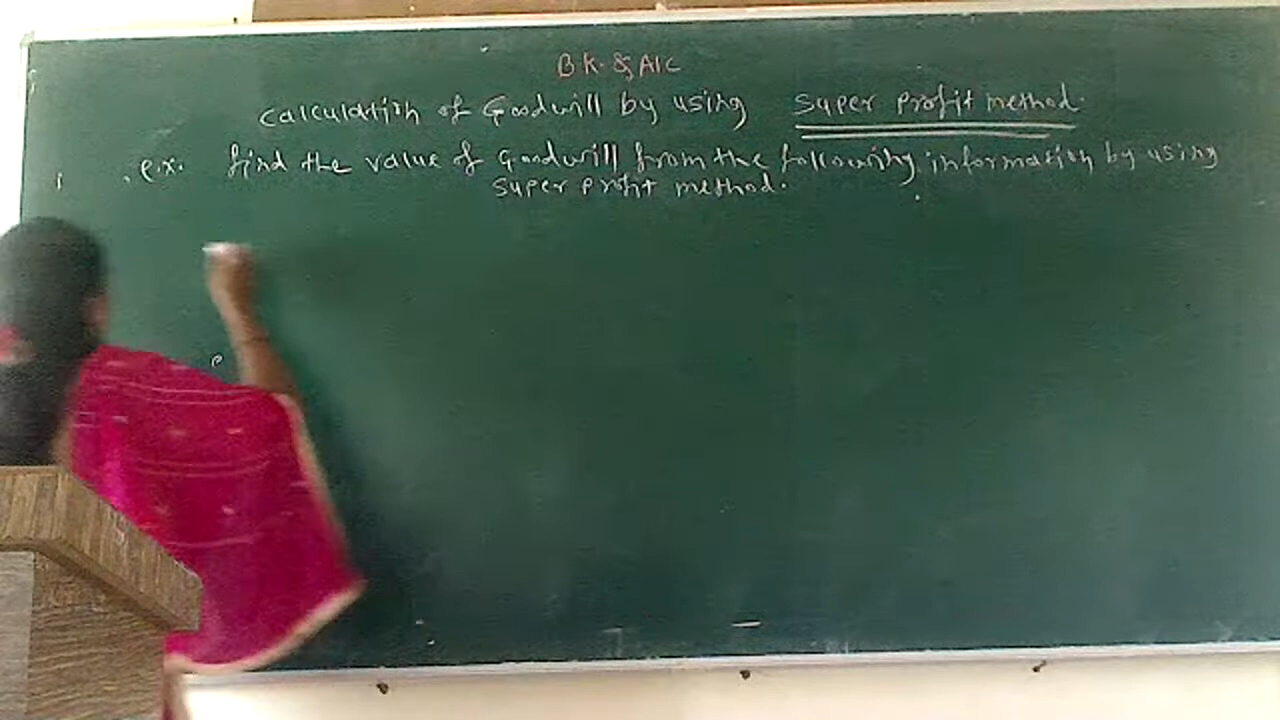 B.K. & A/C
Calculation of Goodwill by using Super Profit method.
e.x. find the value of Goodwill from the following information by using
super profit method.